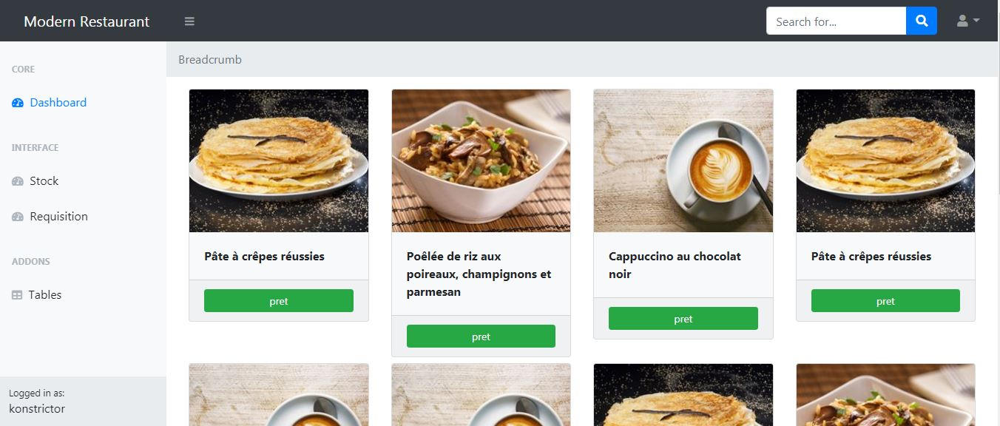 Modern Restaurant
Search for...
CORE
Dashboard
INTERFACE
Stock
Requisition
ADDONS
Tables
Logged in as:
konstrictor
Breadcrumb
Pâte à crêpes réussies
pret
Poêlée de riz aux
poireaux, champignons et
parmesan
pret
Cappuccino au chocolat
noir
pret
Pâte à crêpes réussies
pret